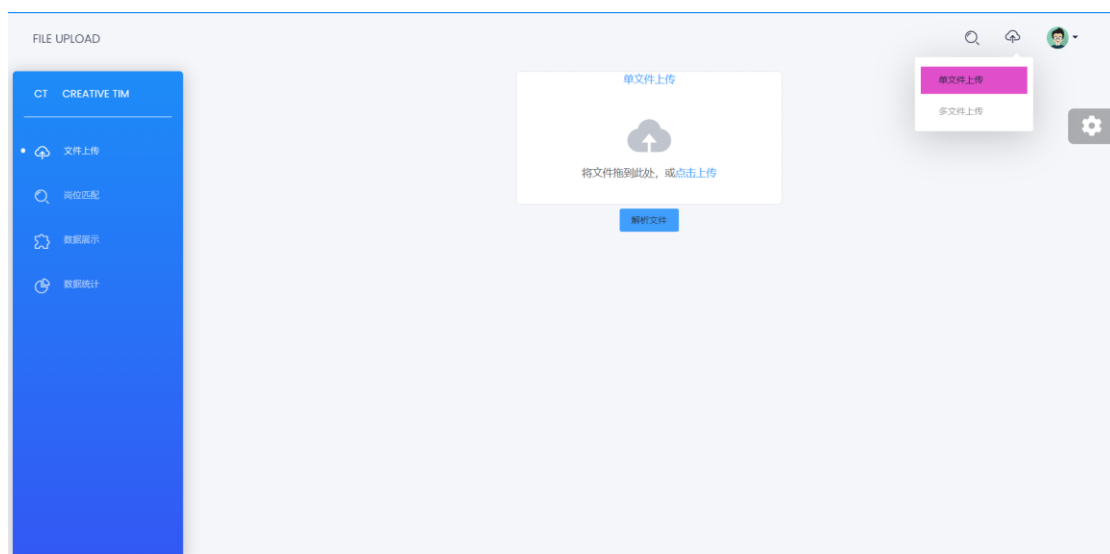 FILE UPLOAD
CT CREATIVE TIM
文件上传
岗位匹配
数据展示
数据统计
单文件上传
将文件拖到此处，或点击上传
解析文件
单文件上传
多文件上传